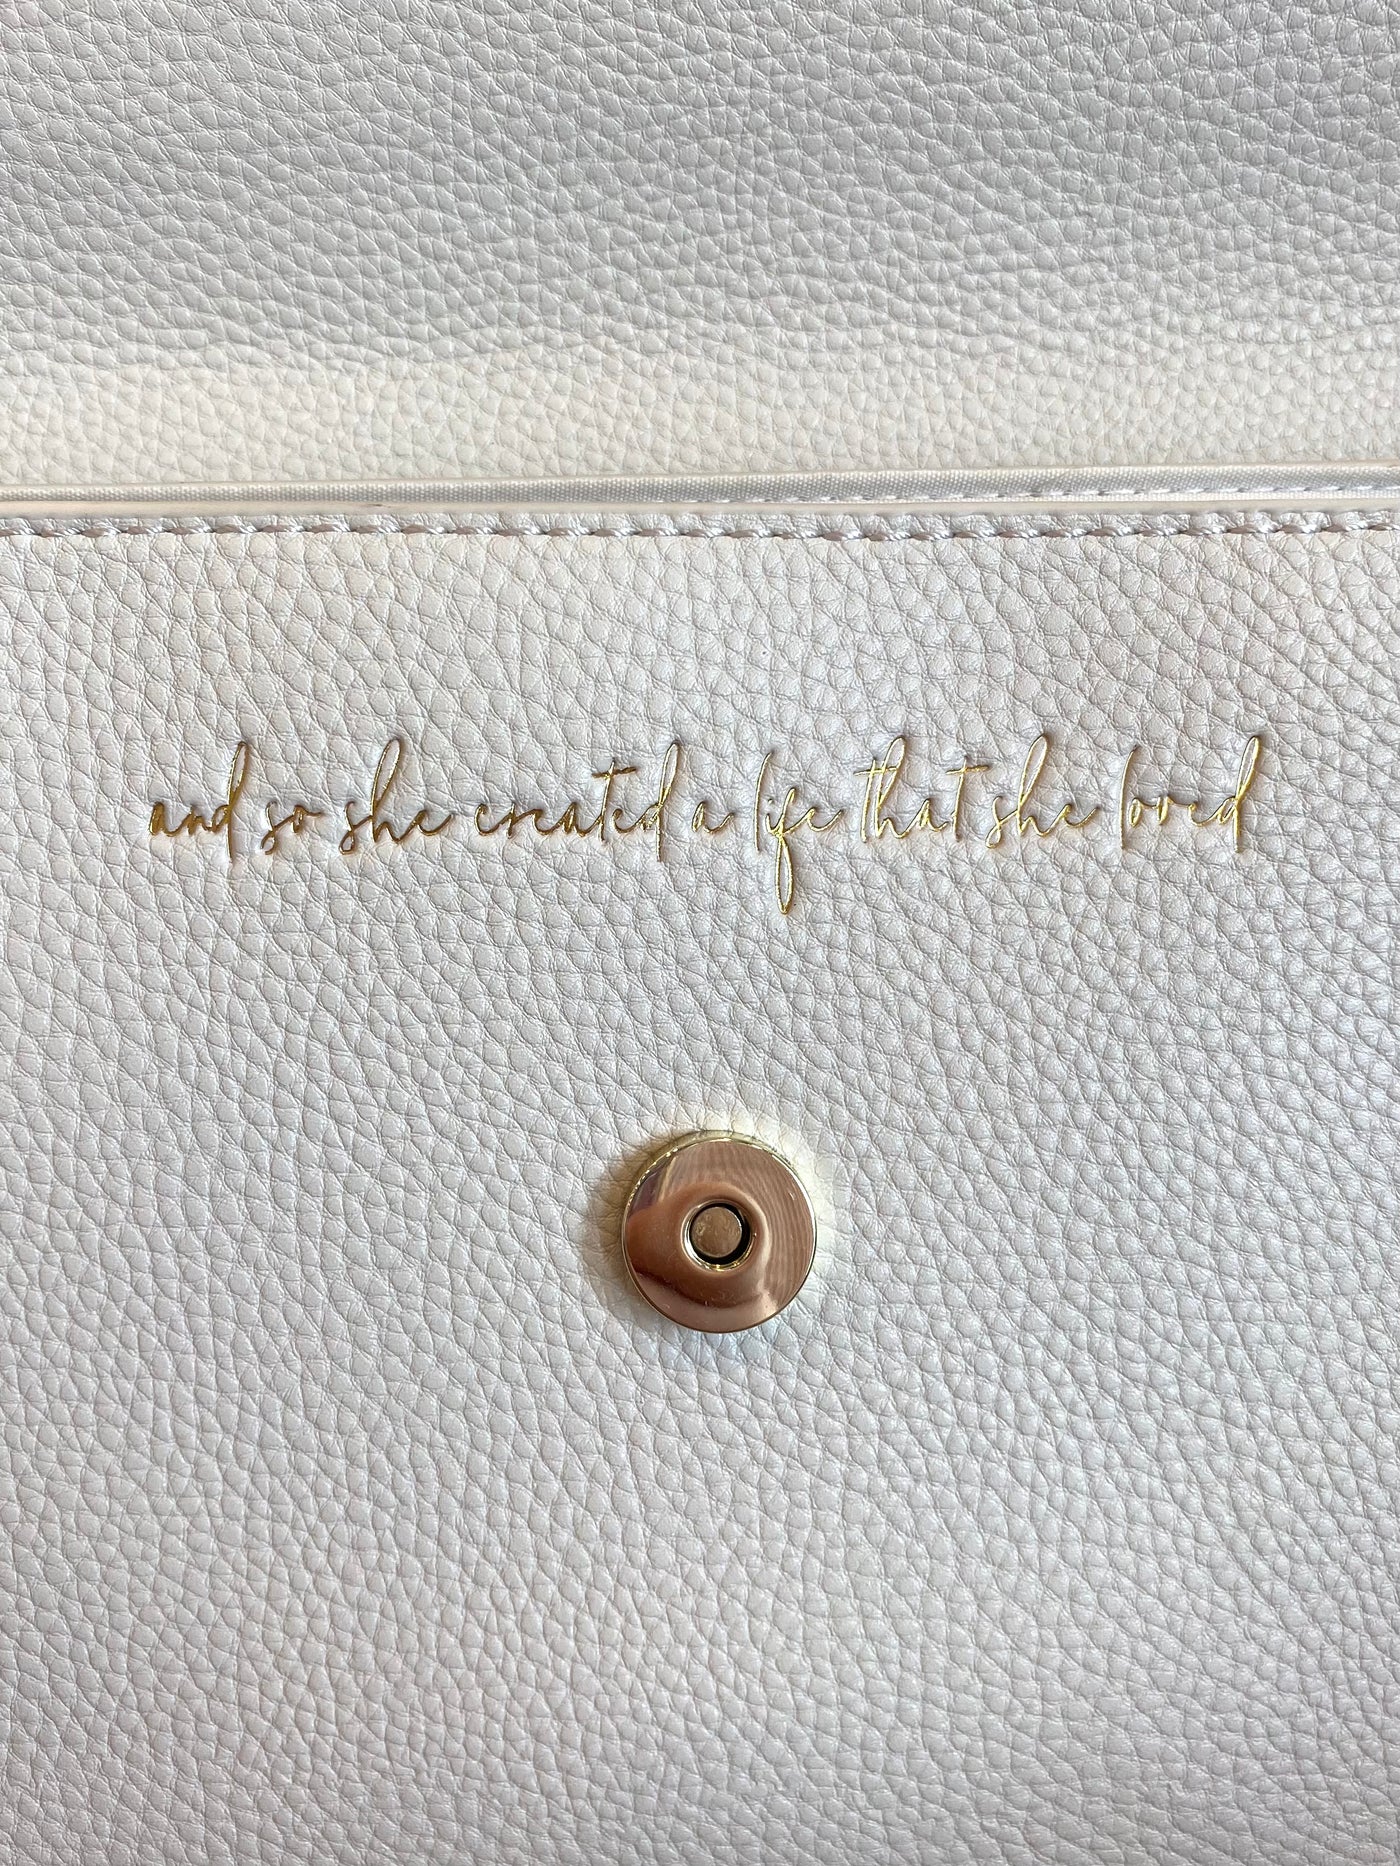 and so she created a life that she loved